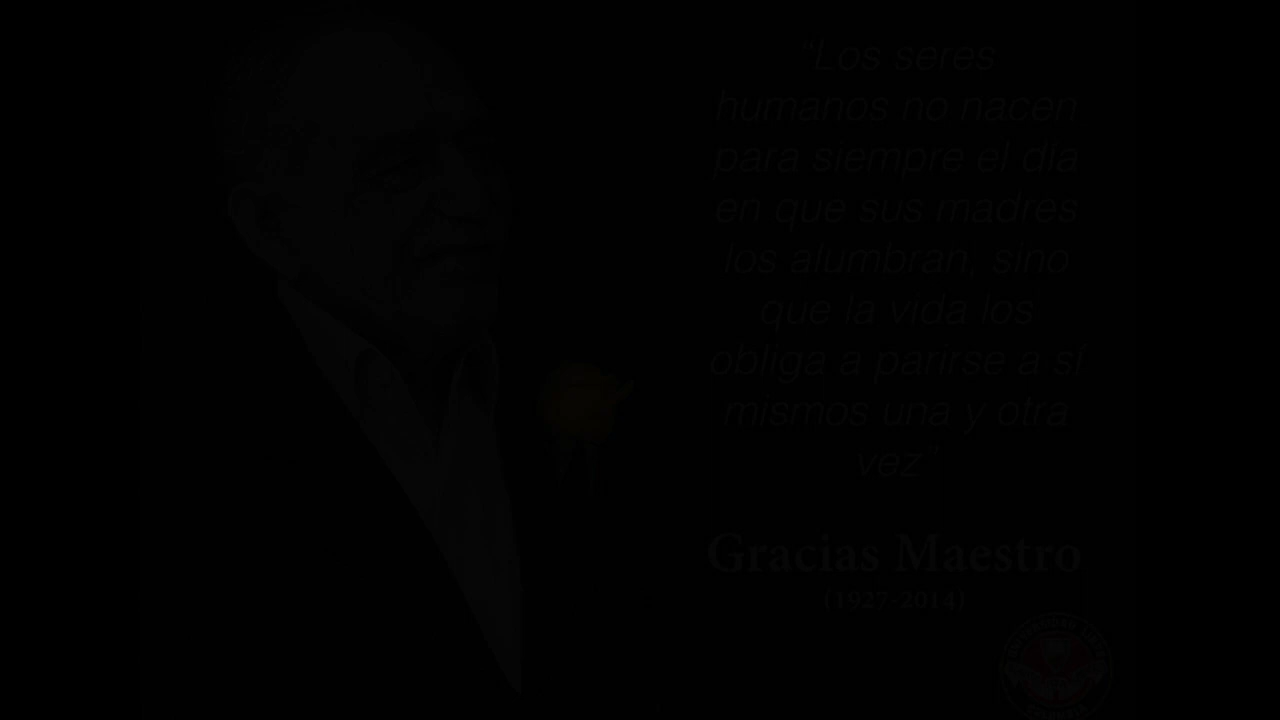 "Los seres
humanos no nacen
para siempre el día
en que sus madres
los alumbran, sino
que la vida los
obliga a parirse a sí
mismos una y otra
vez"
Gracias Maestro
(1927-2014)